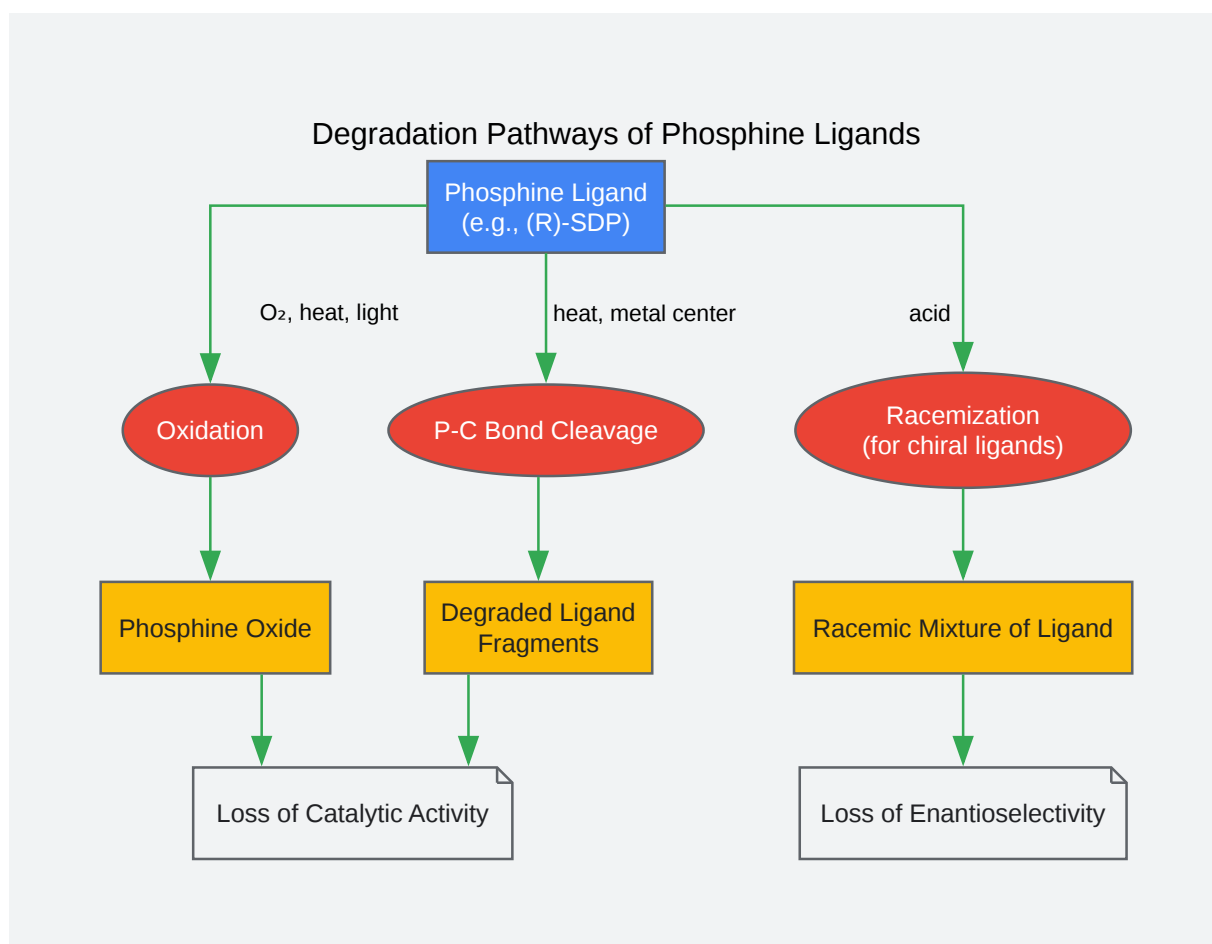 Degradation Pathways of Phosphine Ligands
Phosphine Ligand
(e.g., (R)-SDP)
O₂, heat, light
heat, metal center
acid
Oxidation
P-C Bond Cleavage
Racemization
(for chiral ligands)
Phosphine Oxide
Degraded Ligand
Fragments
Racemic Mixture of Ligand
Loss of Catalytic Activity
Loss of Enantioselectivity